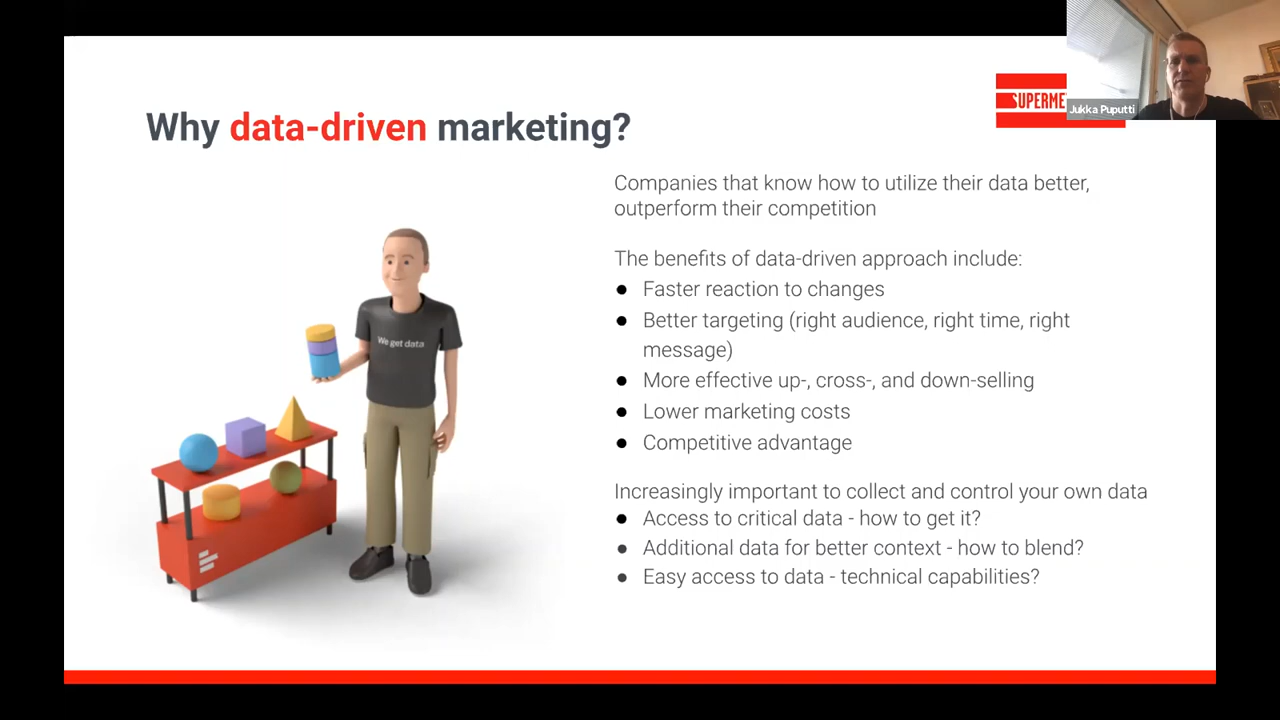 SUPERME
Jukka Puputti
Why data-driven marketing?
Companies that know how to utilize their data better,
outperform their competition
The benefits of data-driven approach include:
● Faster reaction to changes
● Better targeting (right audience, right time, right
message)
● More effective up-, cross-, and down-selling
● Lower marketing costs
● Competitive advantage
We get data
Increasingly important to collect and control your own data
● Access to critical data - how to get it?
● Additional data for better context - how to blend?
● Easy access to data - technical capabilities?